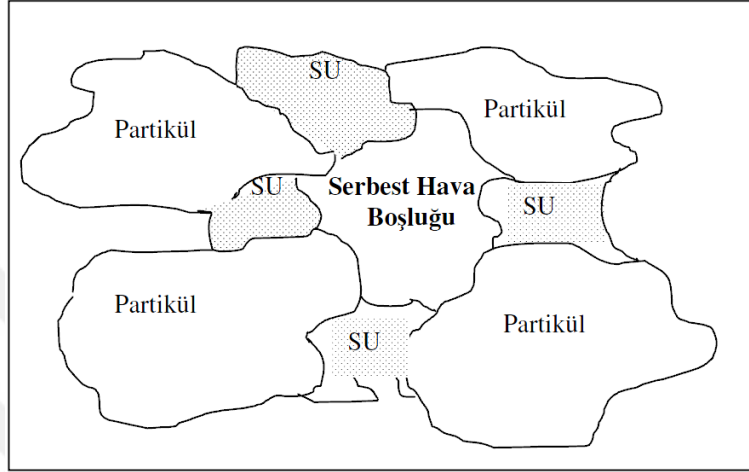 SU
Partikül
Partikül
SU
Serbest Hava
Boşluğu
SU
Partikül
Partikül
SU